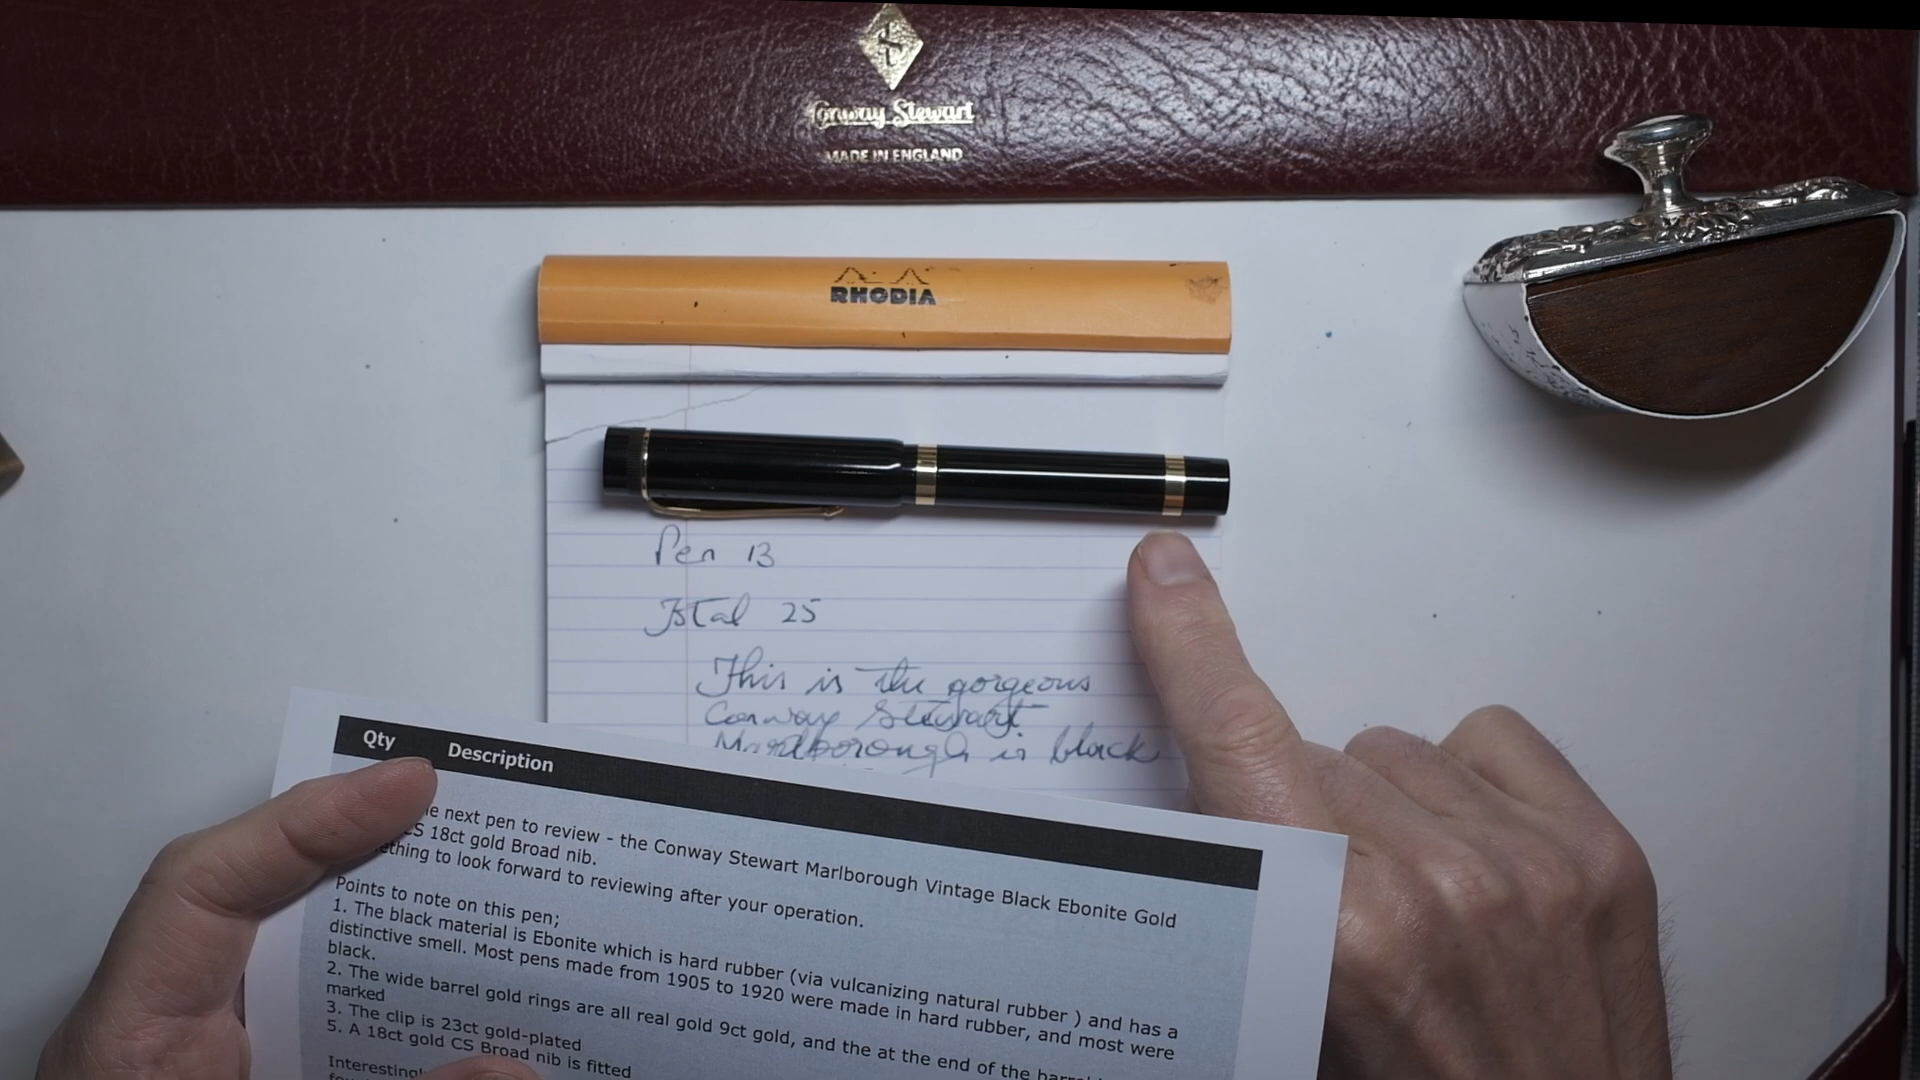 Conway Stewart
MADE IN ENGLAND
RHODIA
Pen 13
Total 25
This is the gorgeous
Conway Stewart
Marlborough is black
Qty Description
next pen to review - the Conway Stewart Marlborough Vintage Black Ebonite Gold
CS 18ct gold Broad nib.
to look forward to reviewing after your operation.
Points to note on this pen;
1. The black material is Ebonite which is hard rubber (via vulcanizing natural rubber ) and has a
distinctive smell. Most pens made from 1905 to 1920 were made in hard rubber, and most were
black.
2. The wide barrel gold rings are all real gold 9ct gold, and the at the end of the barrel
marked
3. The clip is 23ct gold-plated
5. A 18ct gold CS Broad nib is fitted